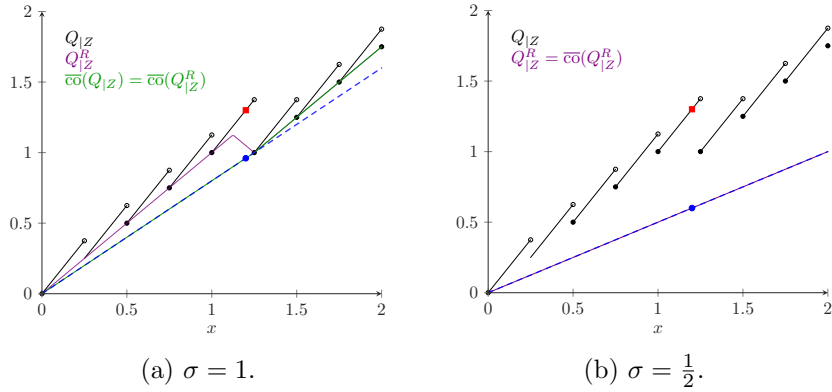 2
1.5
1
0.5
0
0
0.5
1
1.5
2
x
Q|Z
Q^R_|Z
co̅(Q|Z) = co̅(Q^R_|Z)
(a) σ = 1.
2
1.5
1
0.5
0
0
0.5
1
1.5
2
x
Q|Z
Q^R_|Z = co̅(Q^R_|Z)
(b) σ = 1/2.